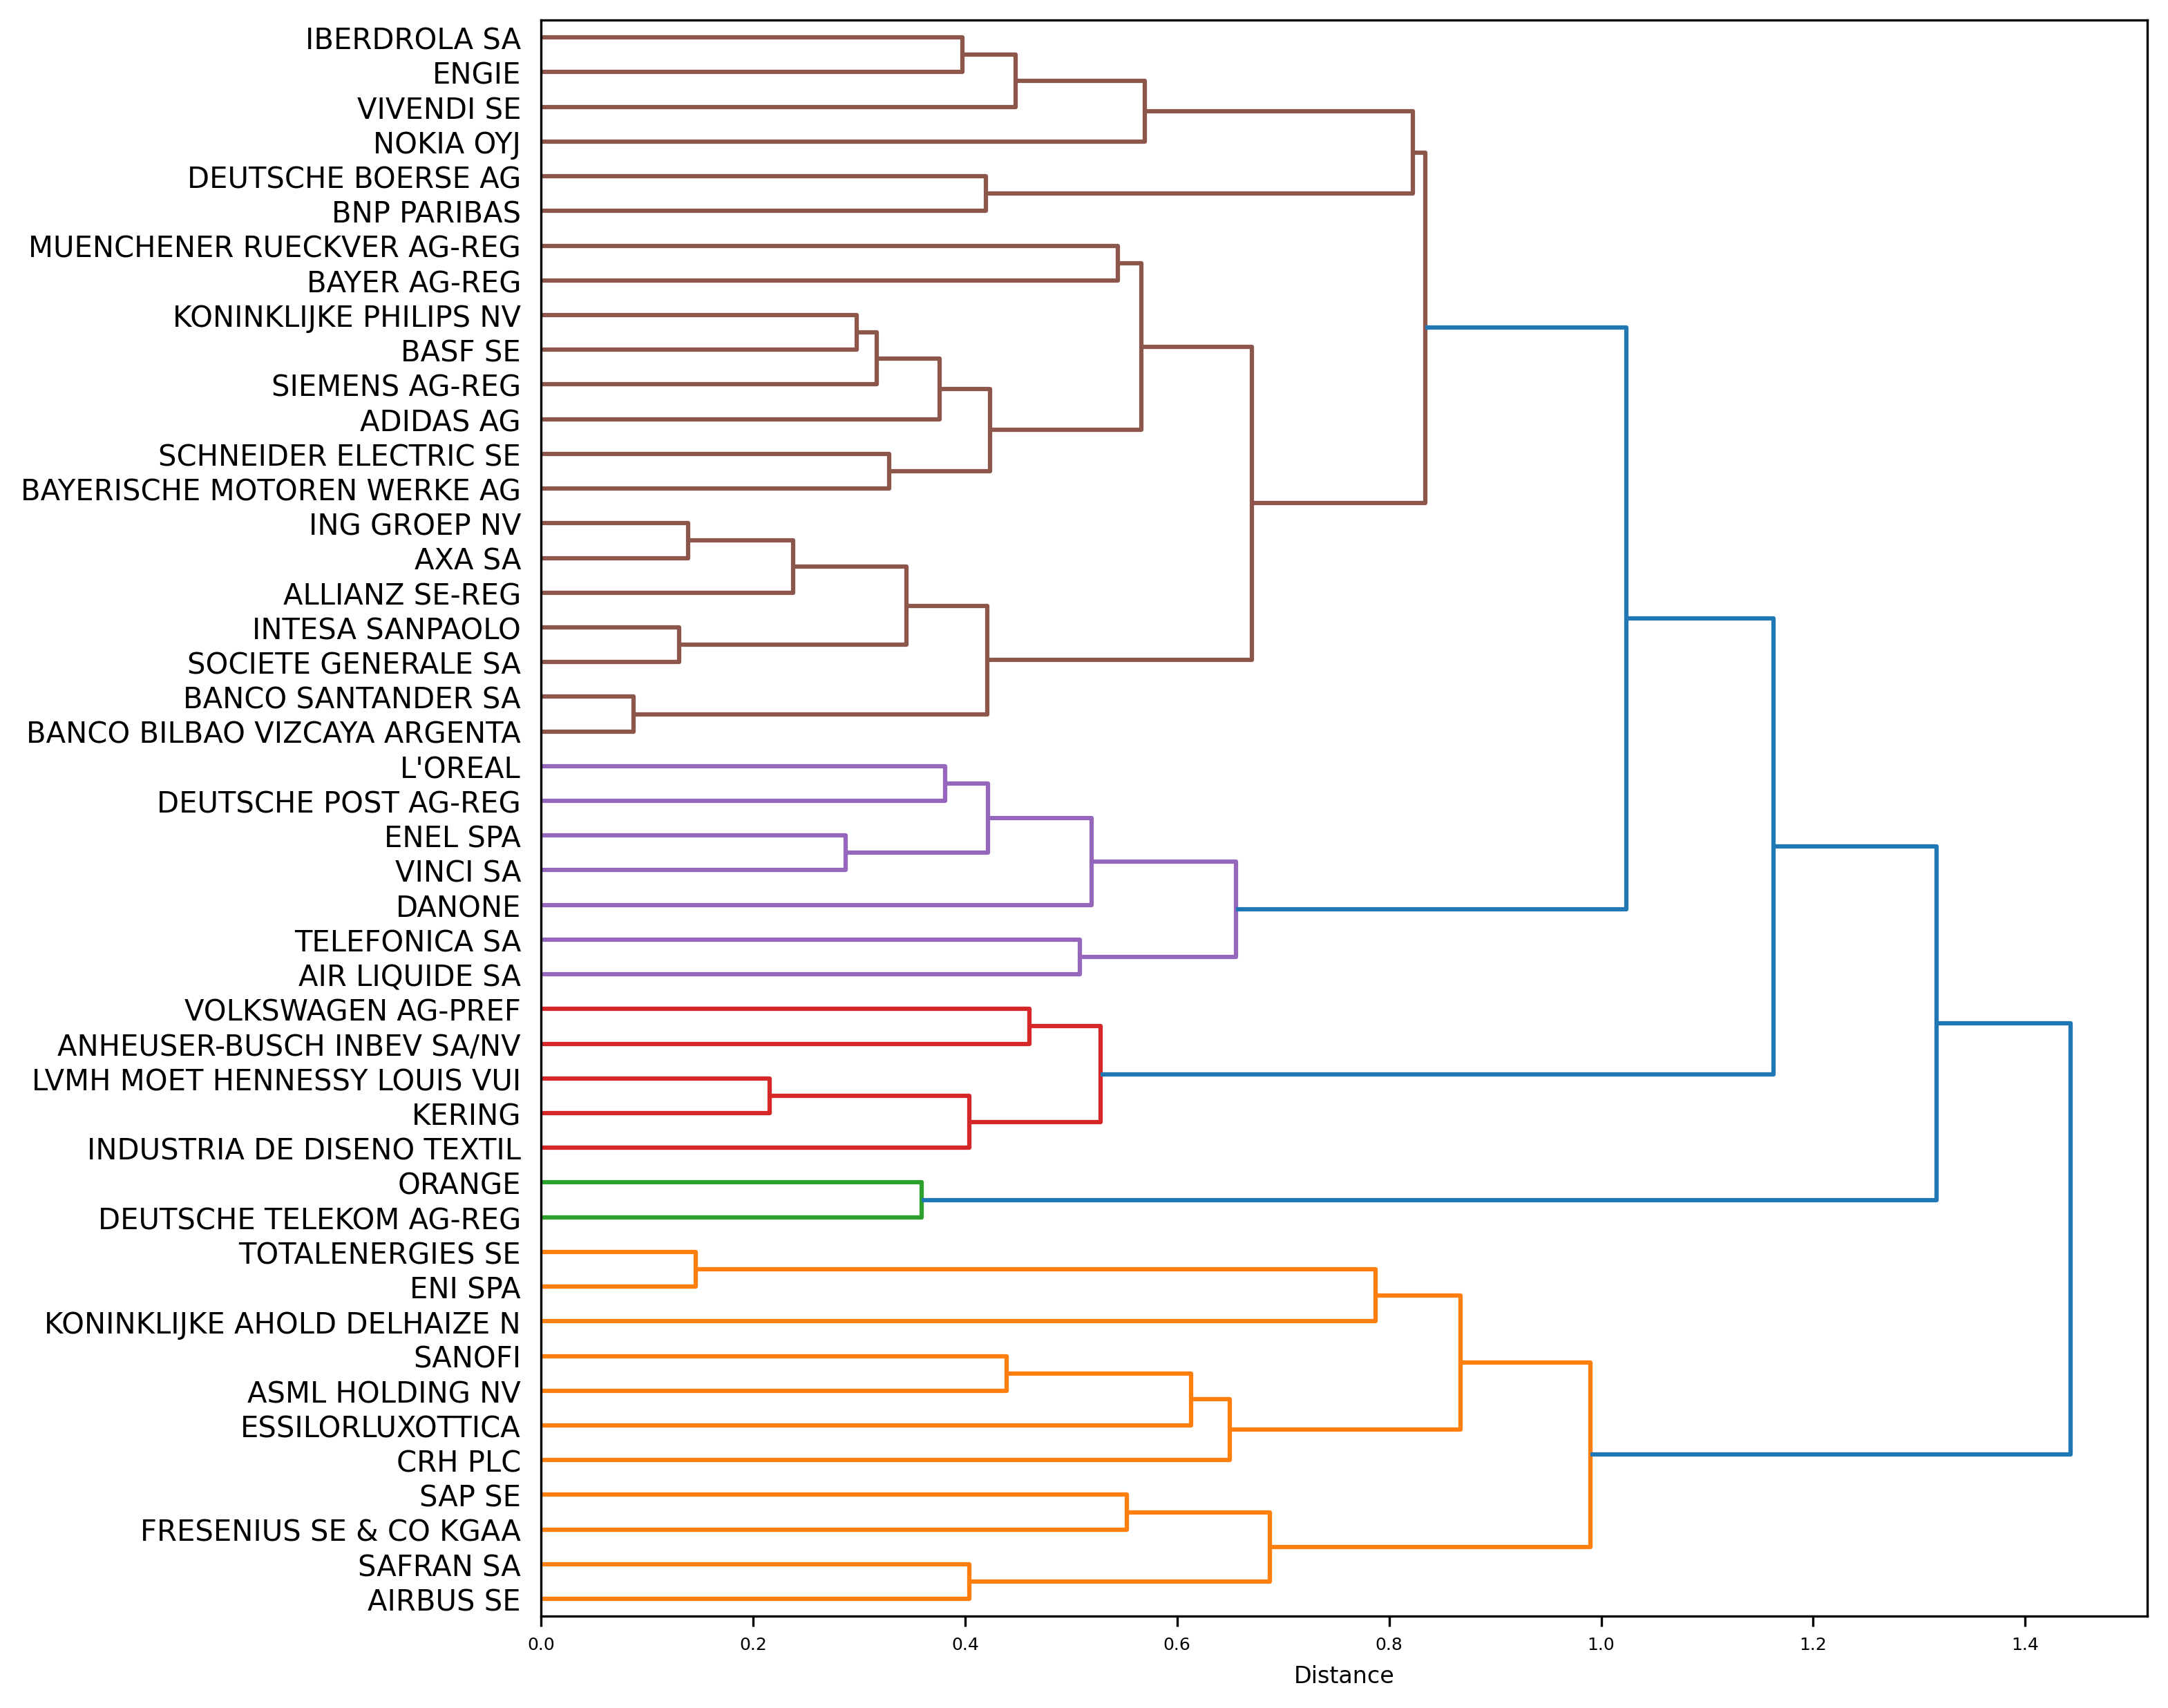 IBERDROLA SA
ENGIE
VIVENDI SE
NOKIA OYJ
DEUTSCHE BOERSE AG
BNP PARIBAS
MUENCHENER RUECKVER AG-REG
BAYER AG-REG
KONINKLIJKE PHILIPS NV
BASF SE
SIEMENS AG-REG
ADIDAS AG
SCHNEIDER ELECTRIC SE
BAYERISCHE MOTOREN WERKE AG
ING GROEP NV
AXA SA
ALLIANZ SE-REG
INTESA SANPAOLO
SOCIETE GENERALE SA
BANCO SANTANDER SA
BANCO BILBAO VIZCAYA ARGENTA
L'OREAL
DEUTSCHE POST AG-REG
ENEL SPA
VINCI SA
DANONE
TELEFONICA SA
AIR LIQUIDE SA
VOLKSWAGEN AG-PREF
ANHEUSER-BUSCH INBEV SA/NV
LVMH MOET HENNESSY LOUIS VUI
KERING
INDUSTRIA DE DISENO TEXTIL
ORANGE
DEUTSCHE TELEKOM AG-REG
TOTALENERGIES SE
ENI SPA
KONINKLIJKE AHOLD DELHAIZE N
SANOFI
ASML HOLDING NV
ESSILORLUXOTTICA
CRH PLC
SAP SE
FRESENIUS SE & CO KGAA
SAFRAN SA
AIRBUS SE
0.0 0.2 0.4 0.6 0.8 1.0 1.2 1.4
Distance